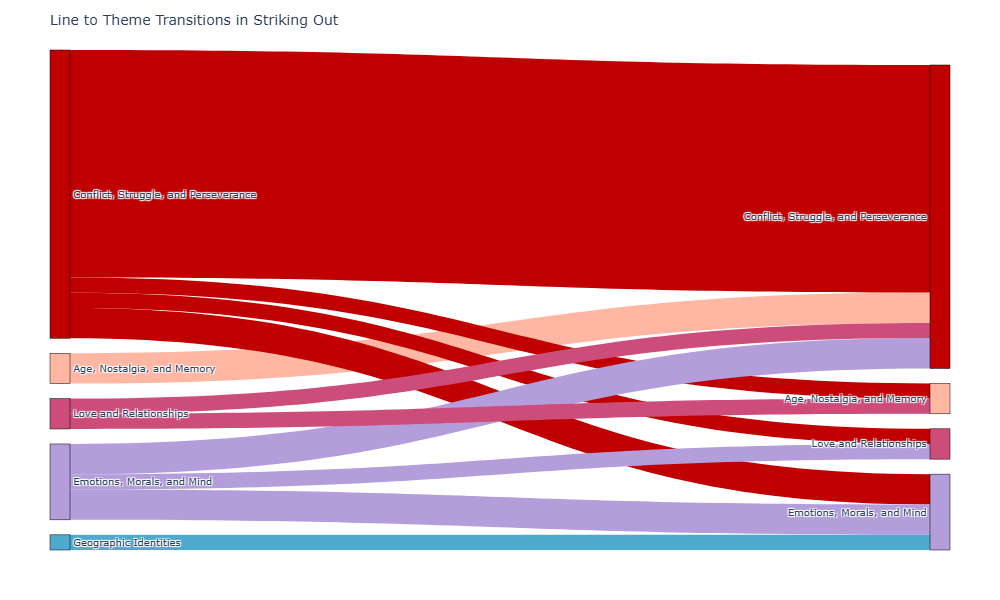 Line to Theme Transitions in Striking Out
Conflict, Struggle, and Perseverance
Age, Nostalgia, and Memory
Love and Relationships
Emotions, Morals, and Mind
Geographic Identities
Conflict, Struggle, and Perseverance
Age, Nostalgia, and Memory
Love and Relationships
Emotions, Morals, and Mind